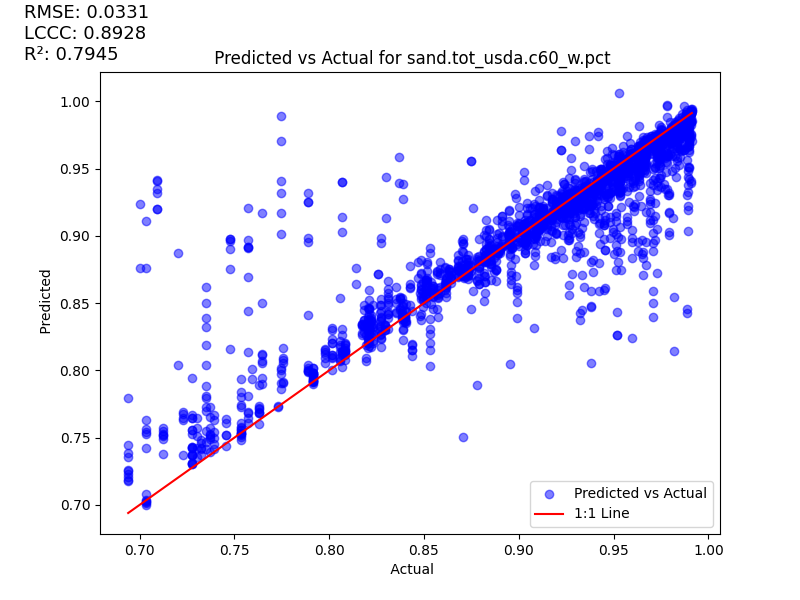 RMSE: 0.0331
LCCC: 0.8928
R²: 0.7945
Predicted vs Actual for sand.tot_usda.c60_w.pct
1.00
0.95
0.90
0.85
0.80
0.75
0.70
Predicted
0.70 0.75 0.80 0.85 0.90 0.95 1.00
Actual
Predicted vs Actual
1:1 Line